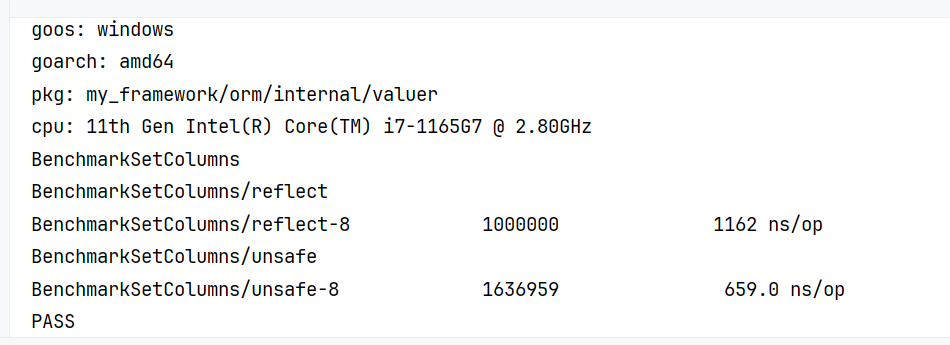 goos: windows
goarch: amd64
pkg: my_framework/orm/internal/valuer
cpu: 11th Gen Intel(R) Core(TM) i7-1165G7 @ 2.80GHz
BenchmarkSetColumns
BenchmarkSetColumns/reflect
BenchmarkSetColumns/reflect-8 1000000 1162 ns/op
BenchmarkSetColumns/unsafe
BenchmarkSetColumns/unsafe-8 1636959 659.0 ns/op
PASS